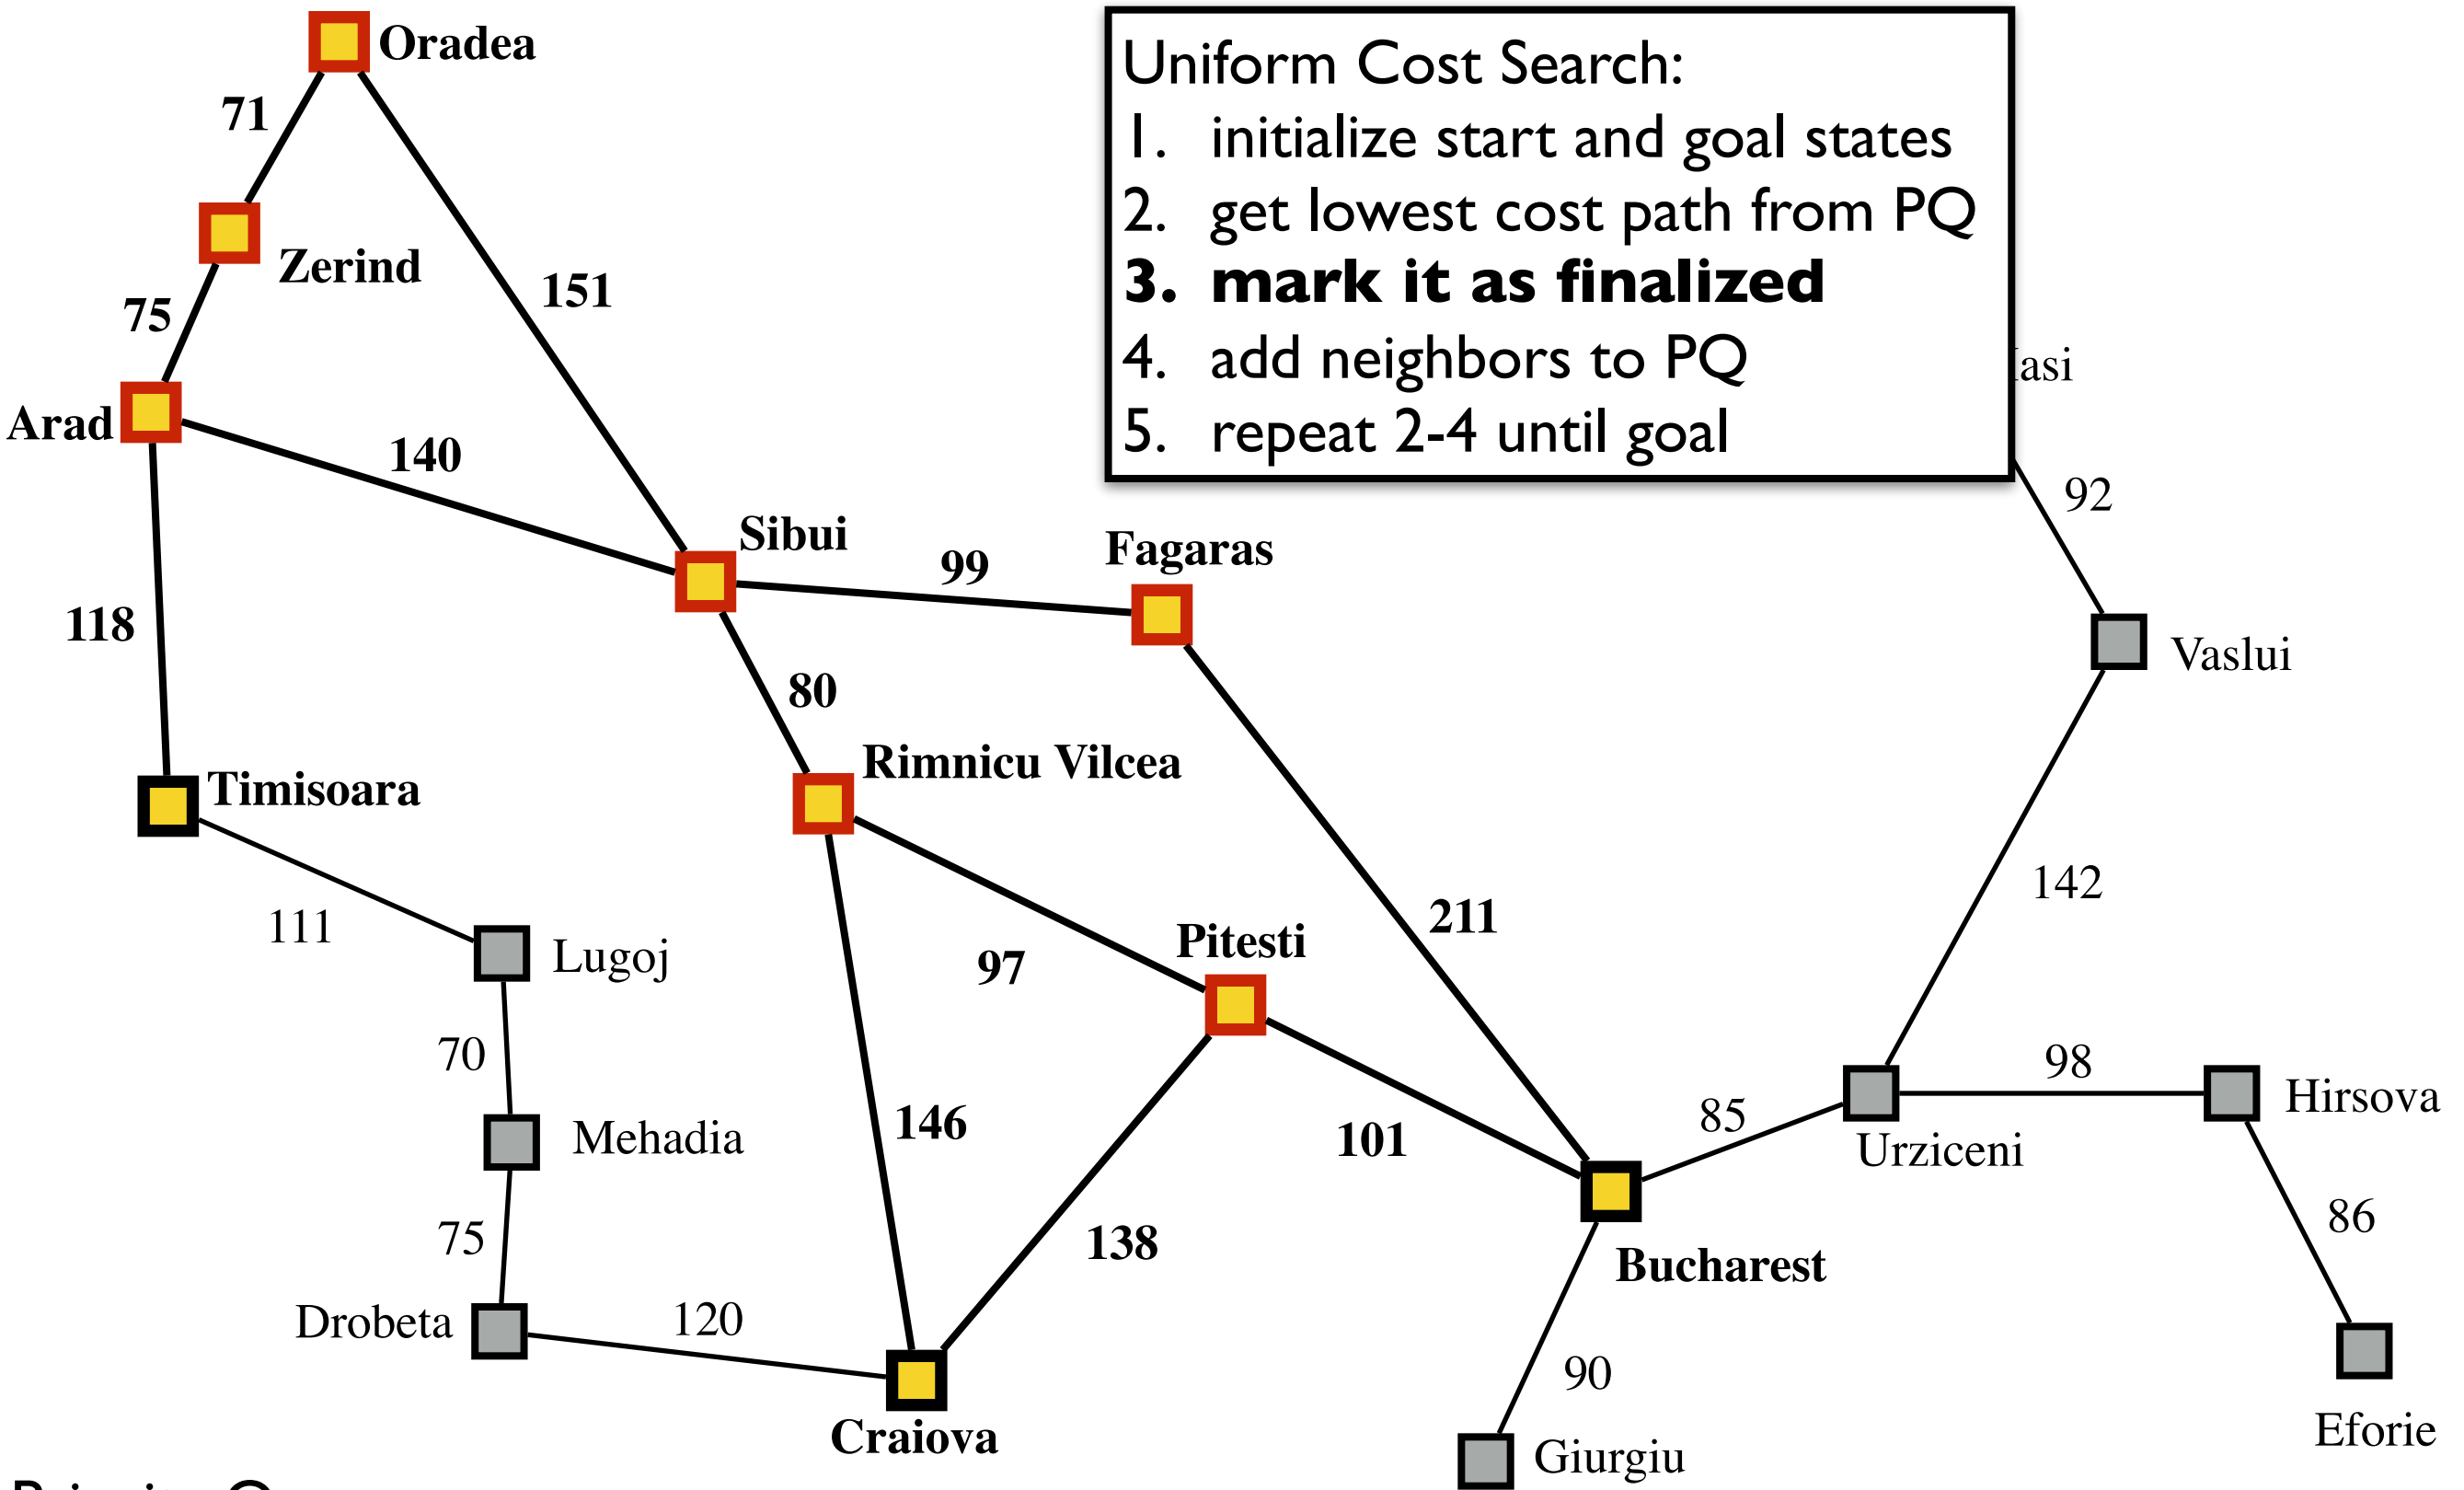 Oradea
Uniform Cost Search:
1. initialize start and goal states
2. get lowest cost path from PQ
3. mark it as finalized
4. add neighbors to PQ
5. repeat 2-4 until goal
71
Zerind
151
75
Iasi
Arad
140
92
Sibui
99
Fagaras
118
Vaslui
80
Rimnicu Vilcea
Timisoara
142
211
111
Lugoj
Pitesti
97
70
98
Mehadia
146
101
85
Hirsova
Urziceni
75
138
86
Bucharest
Drobeta
120
90
Craiova
Eforie
Giurgiu